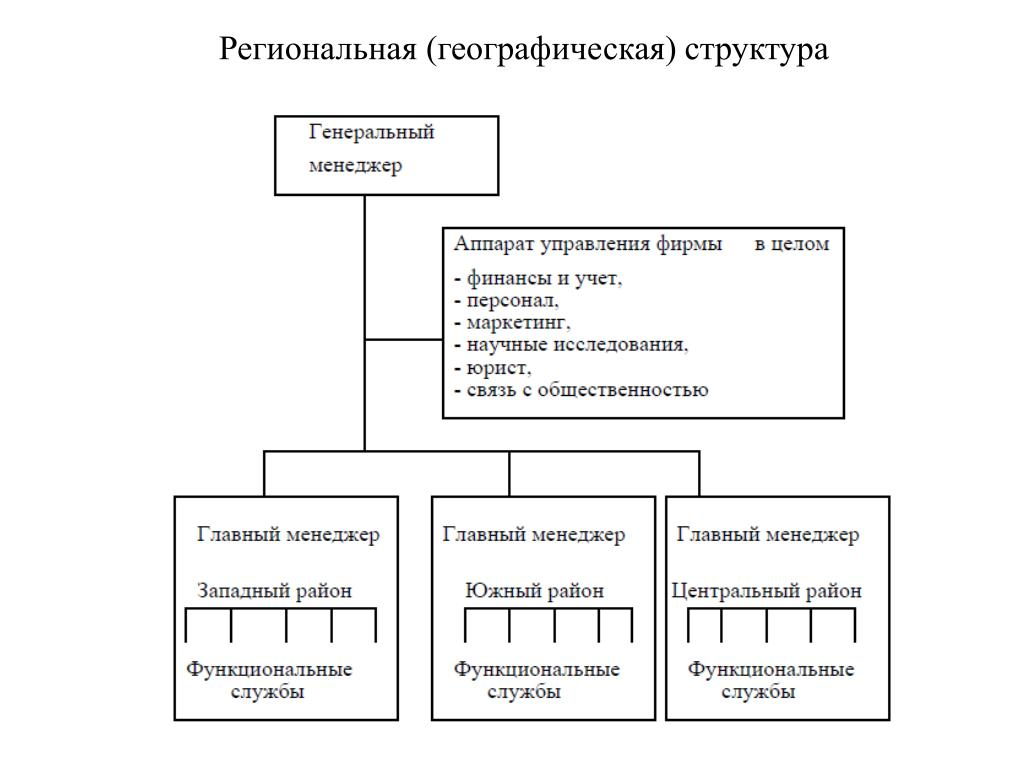 Региональная (географическая) структура
Генеральный
менеджер
Аппарат управления фирмы в целом
- финансы и учет,
- персонал,
- маркетинг,
- научные исследования,
- юрист,
- связь с общественностью
Главный менеджер
Западный район
Функциональные
службы
Главный менеджер
Южный район
Функциональные
службы
Главный менеджер
Центральный район
Функциональные
службы